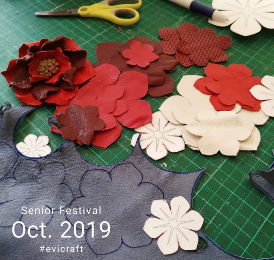 Senior Festival
Oct. 2019
#evicraft